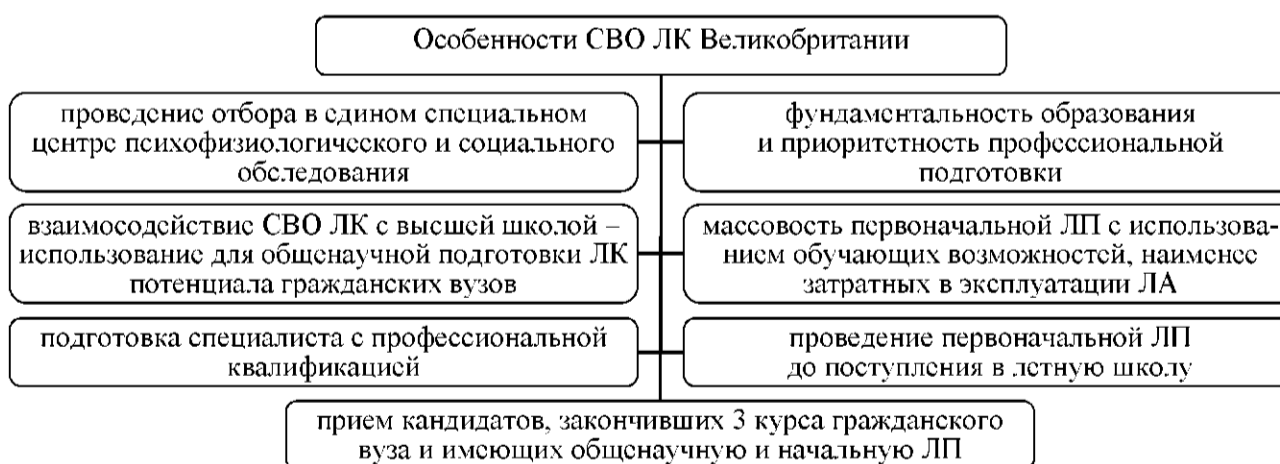 Особенности СВО ЛК Великобритании
проведение отбора в едином специальном
центре психофизиологического и социального
обследования
фундаментальность образования
и приоритетность профессиональной
подготовки
взаимосодействие СВО ЛК с высшей школой –
использование для общенаучной подготовки ЛК
потенциала гражданских вузов
массовость первоначальной ЛП с использова-
нием обучающих возможностей, наименее
затратных в эксплуатации ЛА
подготовка специалиста с профессиональной
квалификацией
проведение первоначальной ЛП
до поступления в летную школу
прием кандидатов, закончивших 3 курса гражданского
вуза и имеющих общенаучную и начальную ЛП